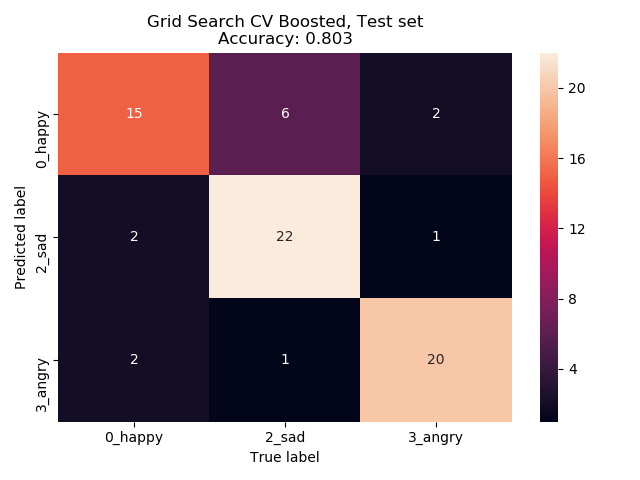 Grid Search CV Boosted, Test set
Accuracy: 0.803
Predicted label
0_happy
2_sad
3_angry
15 6 2
2 22 1
2 1 20
0_happy 2_sad 3_angry
True label
20
16
12
8
4